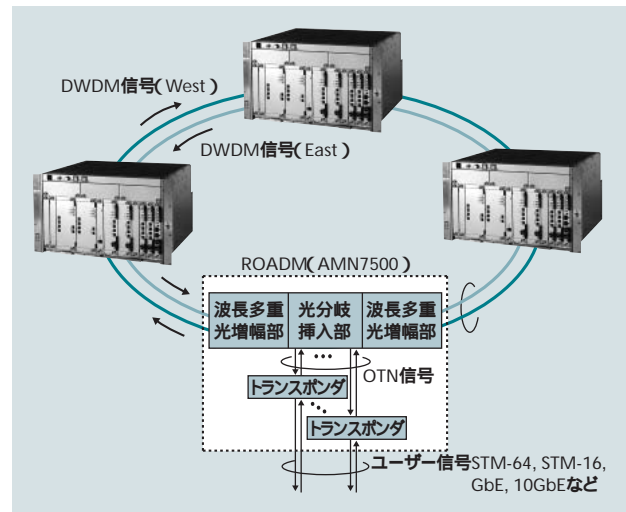 DWDM信号(West)
DWDM信号(East)
ROADM(AMN7500)
波長多重
光増幅部
光分岐
挿入部
波長多重
光増幅部
OTN信号
トランスポンダ
トランスポンダ
ユーザー信号STM-64, STM-16,
GbE, 10GbEなど